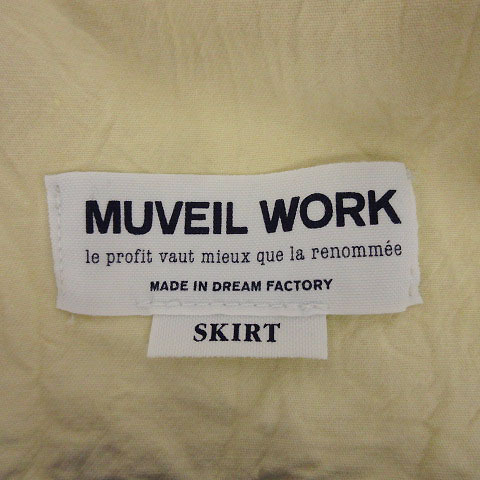 MUVEIL WORK
le profit vaut mieux que la renommée
MADE IN DREAM FACTORY
SKIRT